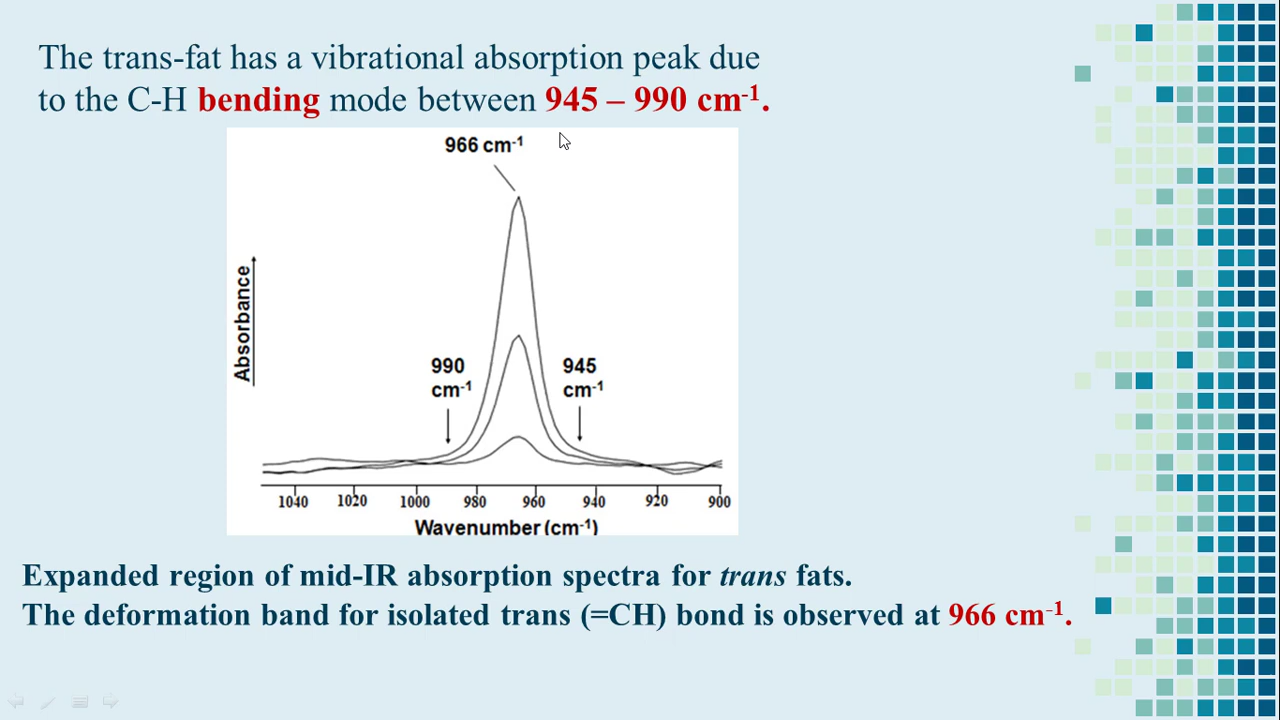 The trans-fat has a vibrational absorption peak due
to the C-H bending mode between 945 – 990 cm⁻¹.
966 cm⁻¹
Absorbance
990
cm⁻¹
945
cm⁻¹
1040 1020 1000 980 960 940 920 900
Wavenumber (cm⁻¹)
Expanded region of mid-IR absorption spectra for trans fats.
The deformation band for isolated trans (=CH) bond is observed at 966 cm⁻¹.